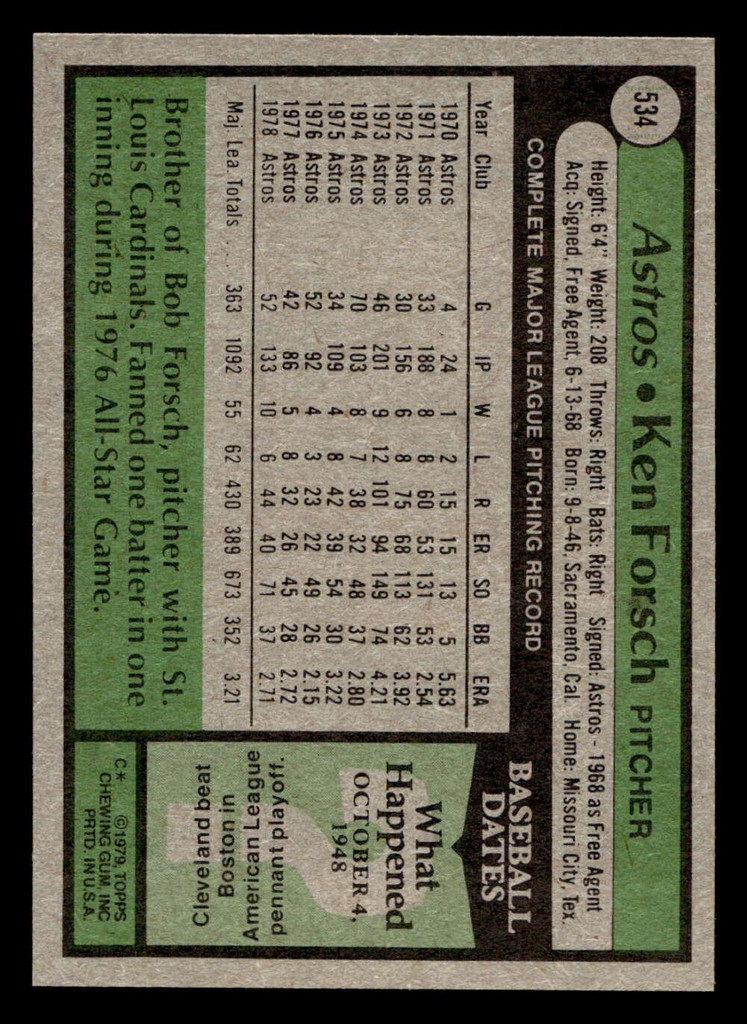 534
Astros • Ken Forsch PITCHER
Height: 6'4" Weight: 208 Throws: Right Bats: Right Signed: Astros - 1968 as Free Agent
Acq: Signed, Free Agent, 6-13-68 Born: 9-8-46, Sacramento, Cal. Home: Missouri City, Tex.
COMPLETE MAJOR LEAGUE PITCHING RECORD
Year Club G IP W L R ER SO BB ERA
1970 Astros 4 24 1 2 15 15 13 5 5.63
1971 Astros 33 188 8 8 60 53 131 53 2.54
1972 Astros 30 156 6 8 75 68 113 62 3.92
1973 Astros 46 201 9 12 101 94 149 74 4.21
1974 Astros 70 103 8 7 38 32 48 37 2.80
1975 Astros 34 109 4 8 42 39 54 30 3.22
1976 Astros 52 92 4 3 23 22 49 26 2.15
1977 Astros 42 86 5 8 32 26 45 28 2.72
1978 Astros 52 133 10 6 44 40 71 37 2.71
Maj. Lea. Totals ... 363 1092 55 62 430 389 673 352 3.21
Brother of Bob Forsch, pitcher with St.
Louis Cardinals. Fanned one batter in one
inning during 1976 All-Star Game.
BASEBALL
DATES
What
Happened
OCTOBER 4,
1948
Cleveland beat
Boston in
American League
pennant playoff.
C* ©1979, TOPPS
CHEWING GUM, INC
PRTD. IN U.S.A.